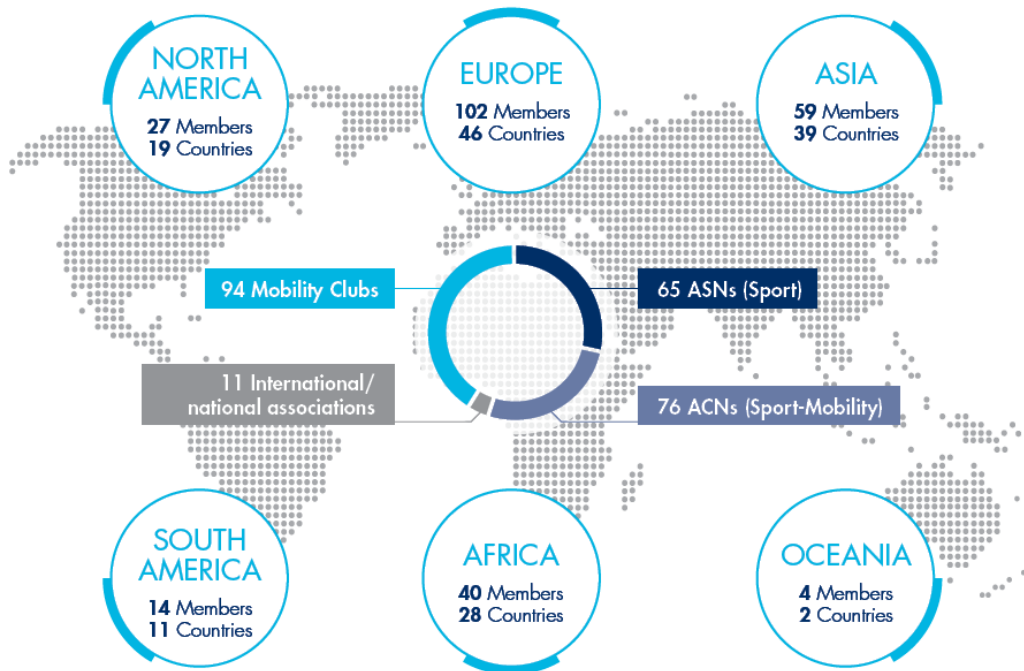 NORTH
AMERICA
27 Members
19 Countries
EUROPE
102 Members
46 Countries
ASIA
59 Members
39 Countries
94 Mobility Clubs
65 ASNs (Sport)
11 International/
national associations
76 ACNs (Sport-Mobility)
SOUTH
AMERICA
14 Members
11 Countries
AFRICA
40 Members
28 Countries
OCEANIA
4 Members
2 Countries